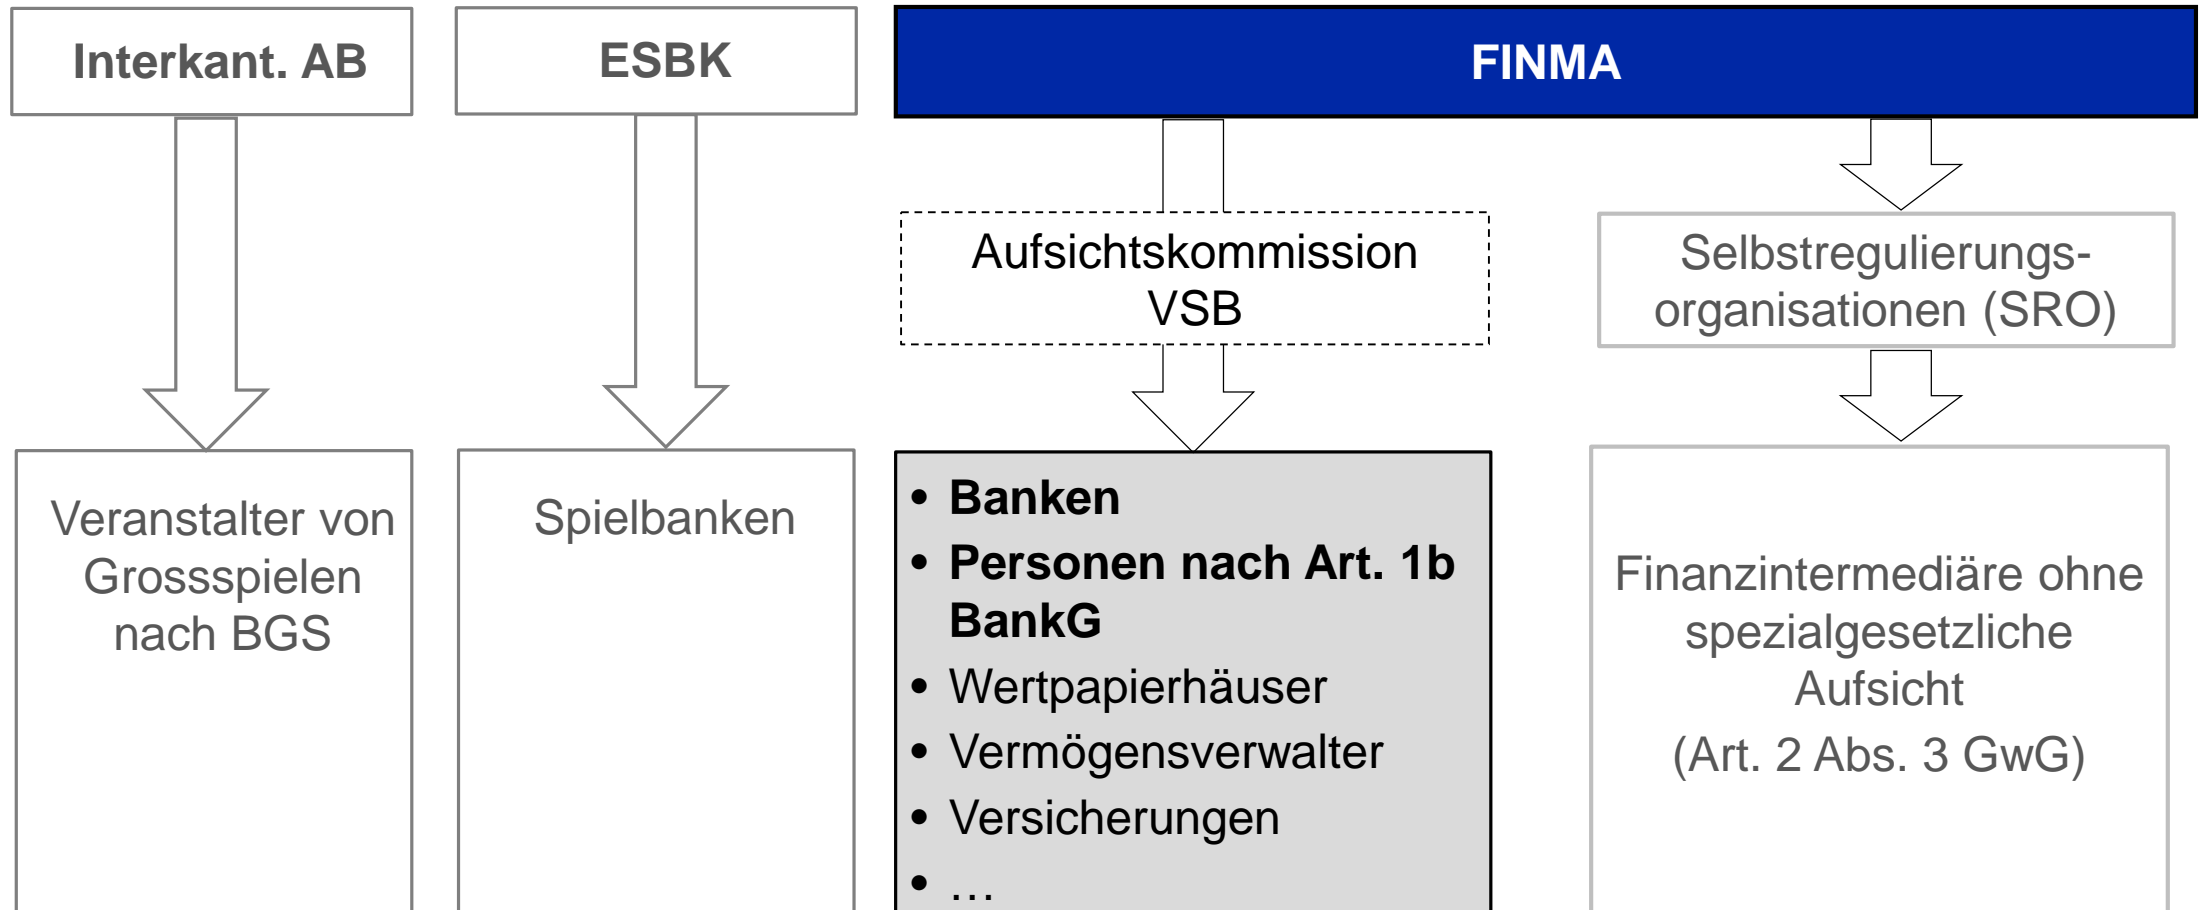 Interkant. AB
ESBK
FINMA
Aufsichtskommission
VSB
Selbstregulierungs-
organisationen (SRO)
Veranstalter von
Grossspielen
nach BGS
Spielbanken
• Banken
• Personen nach Art. 1b
BankG
• Wertpapierhäuser
• Vermögensverwalter
• Versicherungen
• …
Finanzintermediäre ohne
spezialgesetzliche
Aufsicht
(Art. 2 Abs. 3 GwG)